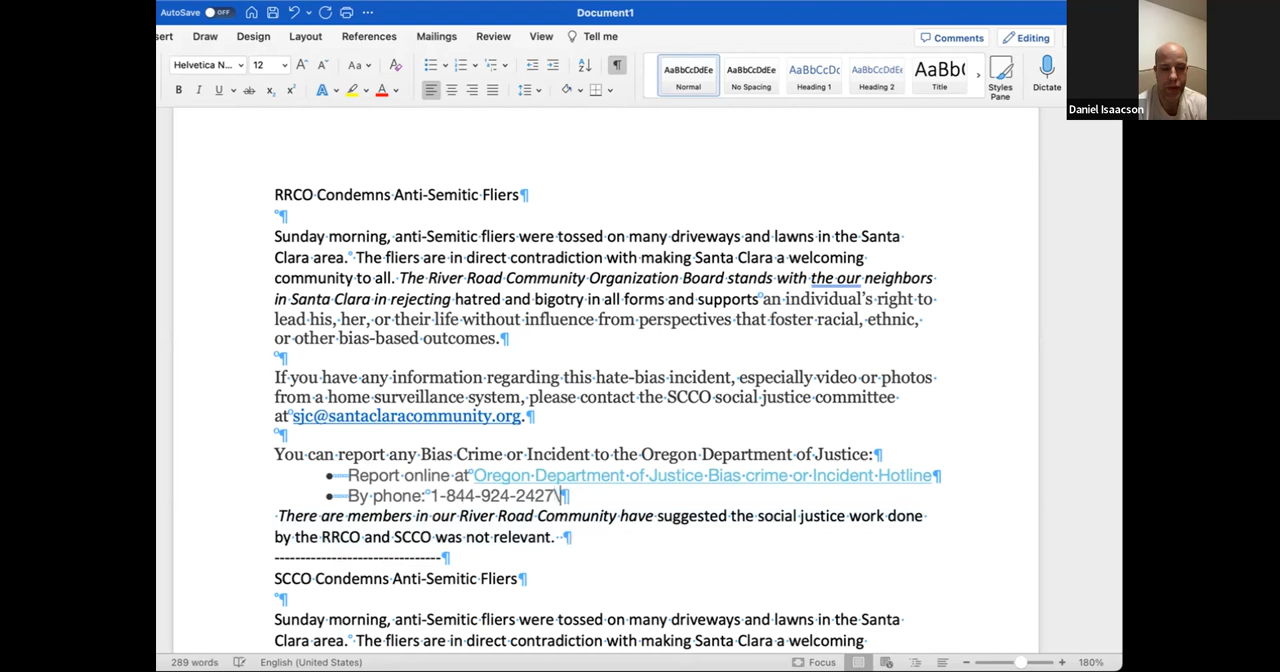 AutoSave OFF
Document1
sert Draw Design Layout References Mailings Review View Tell me
Comments Editing
Helvetica N... 12 Aa
AaBbCcDdEe AaBbCcDdEe AaBbCcDc AaBbCcDdEe AaBb(
Normal No Spacing Heading 1 Heading 2 Title
Styles Pane
Dictate
Daniel Isaacson
RRCO Condemns Anti-Semitic Fliers
Sunday morning, anti-Semitic fliers were tossed on many driveways and lawns in the Santa
Clara area. The fliers are in direct contradiction with making Santa Clara a welcoming
community to all. The River Road Community Organization Board stands with the our neighbors
in Santa Clara in rejecting hatred and bigotry in all forms and supports an individual's right to
lead his, her, or their life without influence from perspectives that foster racial, ethnic,
or other bias-based outcomes.
If you have any information regarding this hate-bias incident, especially video or photos
from a home surveillance system, please contact the SCCO social justice committee
at sjc@santaclaracommunity.org.
You can report any Bias Crime or Incident to the Oregon Department of Justice:
• Report online at Oregon Department of Justice Bias crime or Incident Hotline
• By phone: 1-844-924-2427\
There are members in our River Road Community have suggested the social justice work done
by the RRCO and SCCO was not relevant.
--------------------------------
SCCO Condemns Anti-Semitic Fliers
Sunday morning, anti-Semitic fliers were tossed on many driveways and lawns in the Santa
Clara area. The fliers are in direct contradiction with making Santa Clara a welcoming
289 words English (United States) Focus 180%